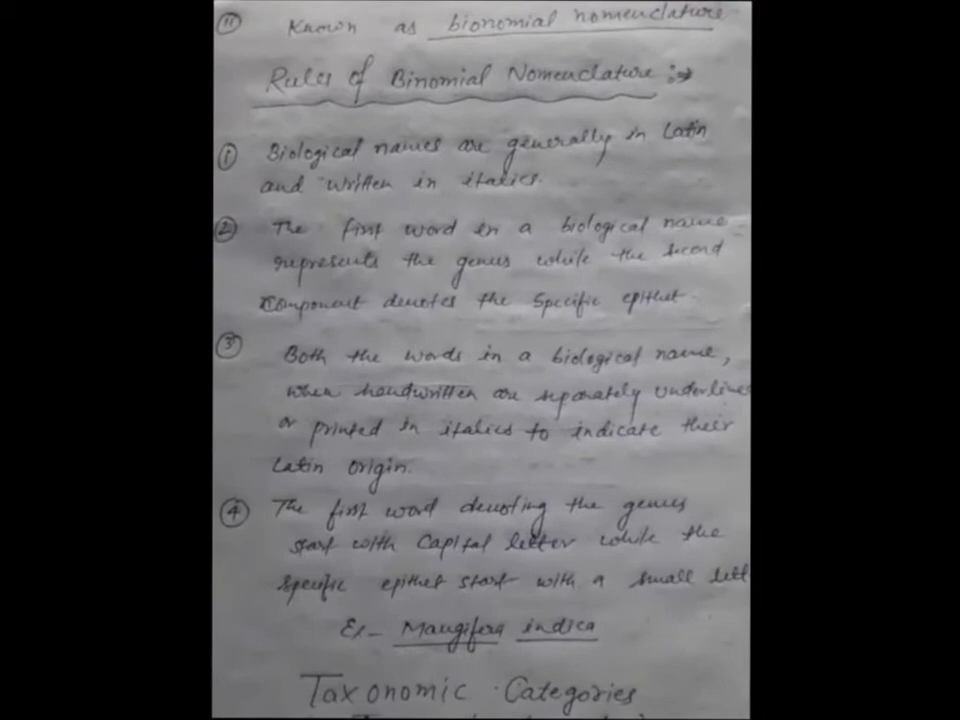 11 Known as bionomial nomenclature
Rules of Binomial Nomenclature :→
① Biological names are generally in Latin
and written in italics.
② The first word in a biological name
represents the genus while the second
component denotes the specific epithet.
③ Both the words in a biological name,
when handwritten are separately underline
or printed in italics to indicate their
Latin origin.
④ The first word denoting the genus
start with Capital letter while the
specific epithet start with a small lett
Ex- Mangifera indica
Taxonomic Categories